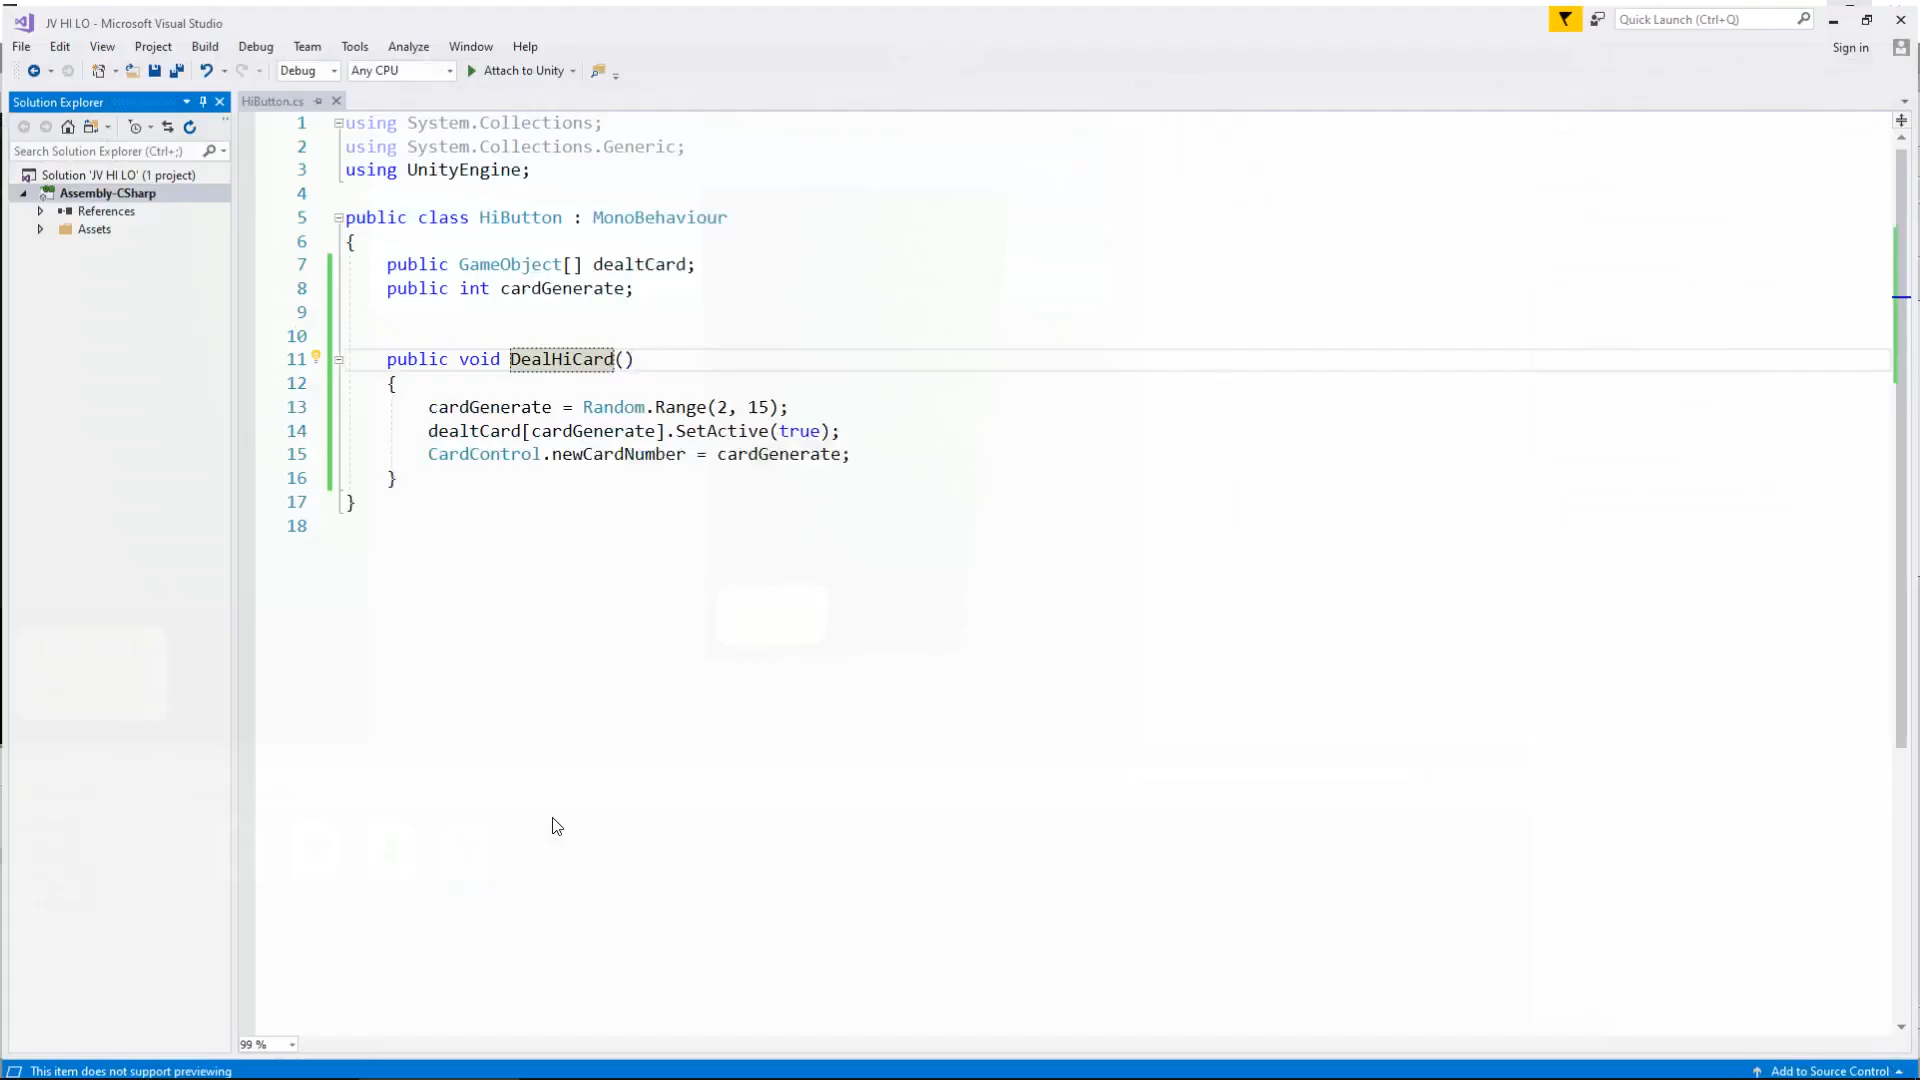 JV HI LO - Microsoft Visual Studio
Quick Launch (Ctrl+Q)
File Edit View Project Build Debug Team Tools Analyze Window Help
Sign in
Debug Any CPU Attach to Unity
Solution Explorer
Search Solution Explorer (Ctrl+;)
Solution 'JV HI LO' (1 project)
Assembly-CSharp
References
Assets
HiButton.cs
1 using System.Collections;
2 using System.Collections.Generic;
3 using UnityEngine;
4
5 public class HiButton : MonoBehaviour
6 {
7 public GameObject[] dealtCard;
8 public int cardGenerate;
9
10
11 public void DealHiCard()
12 {
13 cardGenerate = Random.Range(2, 15);
14 dealtCard[cardGenerate].SetActive(true);
15 CardControl.newCardNumber = cardGenerate;
16 }
17 }
18
99 %
This item does not support previewing
Add to Source Control